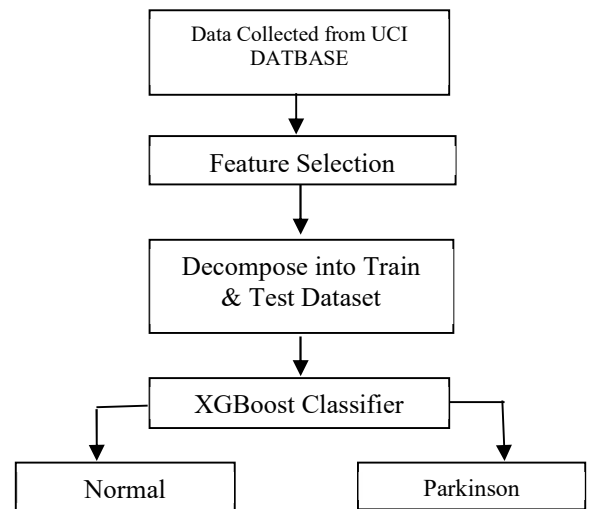 Data Collected from UCI
DATBASE
Feature Selection
Decompose into Train
& Test Dataset
XGBoost Classifier
Normal
Parkinson